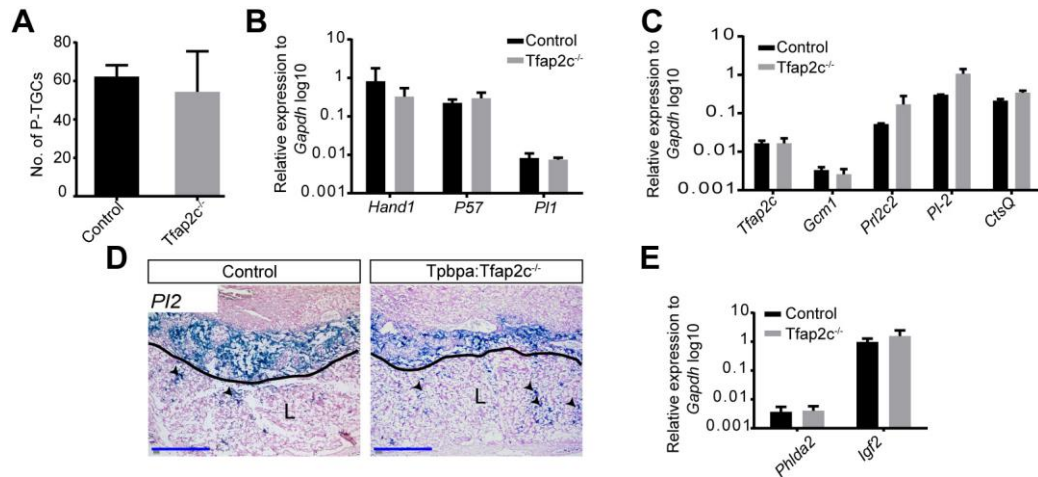 A
No. of P-TGCs
80
60
40
20
0
Control
Tfap2c-/-
B
Relative expression to
Gapdh log10
100
10
1
0.1
0.01
0.001
Hand1
P57
Pl1
Control
Tfap2c-/-
C
Relative expression to
Gapdh log10
10
1
0.1
0.01
0.001
Tfap2c
Gcm1
Prl2c2
Pl-2
CtsQ
Control
Tfap2c-/-
D
Control
Tpbpa:Tfap2c-/-
Pl2
L
L
E
Relative expression to
Gapdh log10
10
1
0.1
0.01
0.001
Phlda2
Igf2
Control
Tfap2c-/-